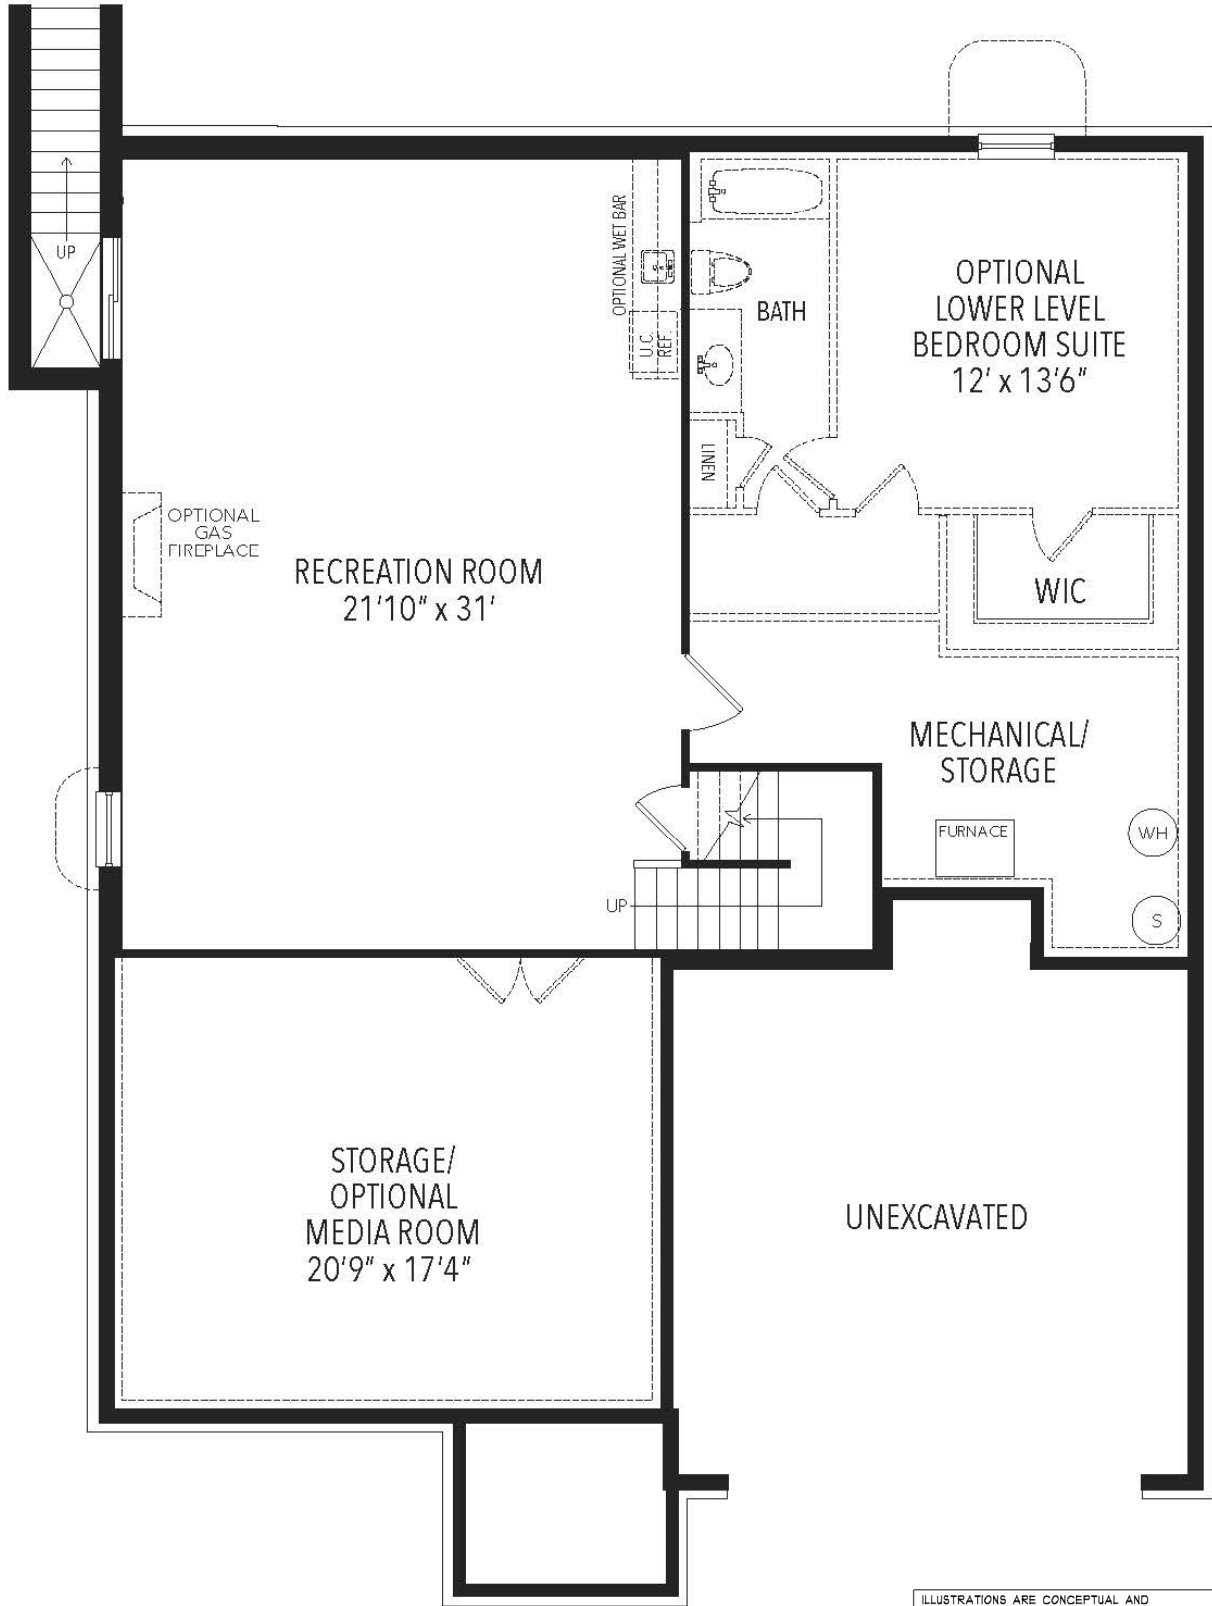 UP
OPTIONAL WET BAR
U.C.
REF.
BATH
OPTIONAL
LOWER LEVEL
BEDROOM SUITE
12' x 13'6"
LINEN
OPTIONAL
GAS
FIREPLACE
RECREATION ROOM
21'10" x 31'
WIC
MECHANICAL/
STORAGE
FURNACE
WH
UP
S
STORAGE/
OPTIONAL
MEDIA ROOM
20'9" x 17'4"
UNEXCAVATED
ILLUSTRATIONS ARE CONCEPTUAL AND